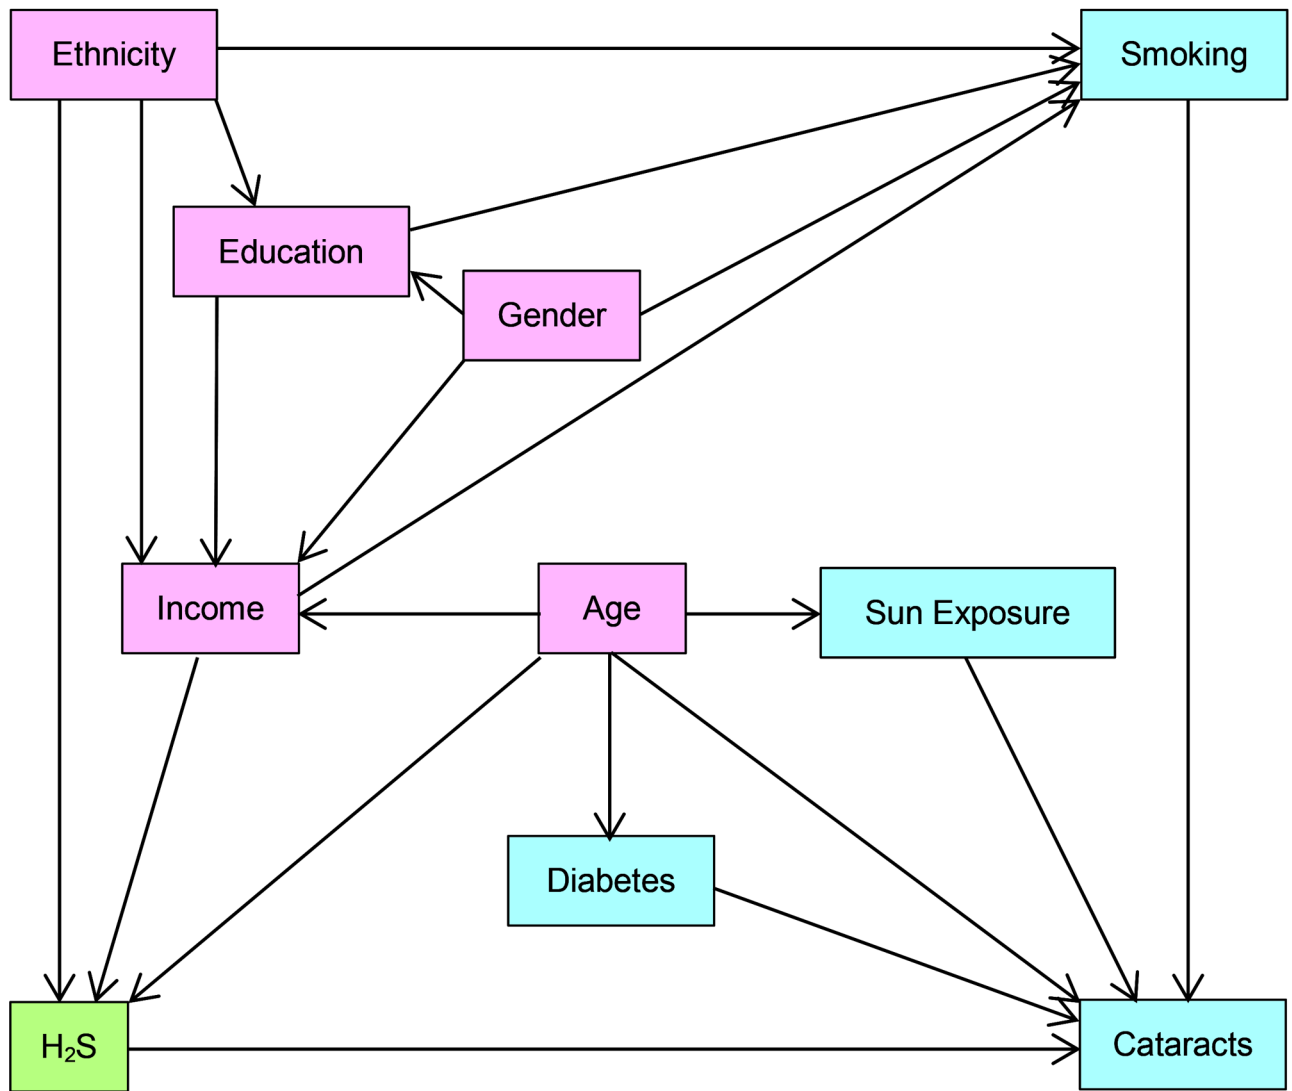 Ethnicity
Smoking
Education
Gender
Income
Age
Sun Exposure
Diabetes
H₂S
Cataracts